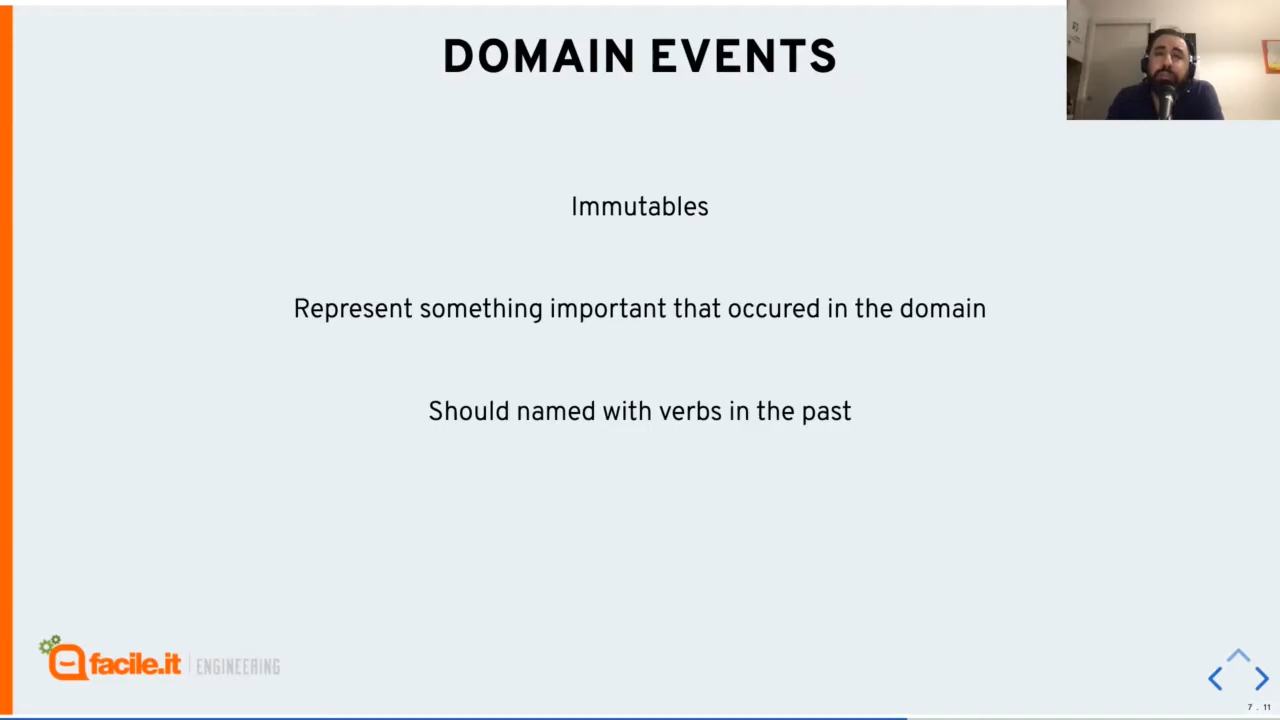 DOMAIN EVENTS
Immutables
Represent something important that occured in the domain
Should named with verbs in the past
facile.it ENGINEERING
7 . 11